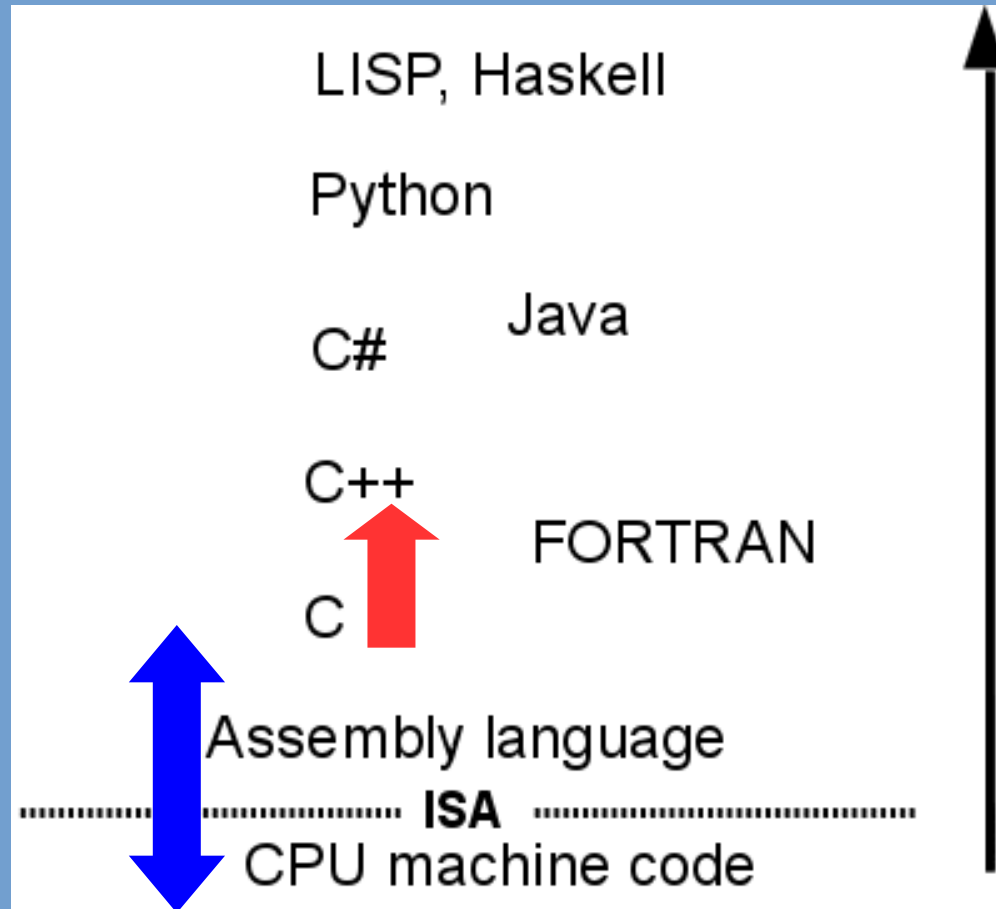 LISP, Haskell
Python
Java
C#
C++
FORTRAN
C
Assembly language
ISA
CPU machine code